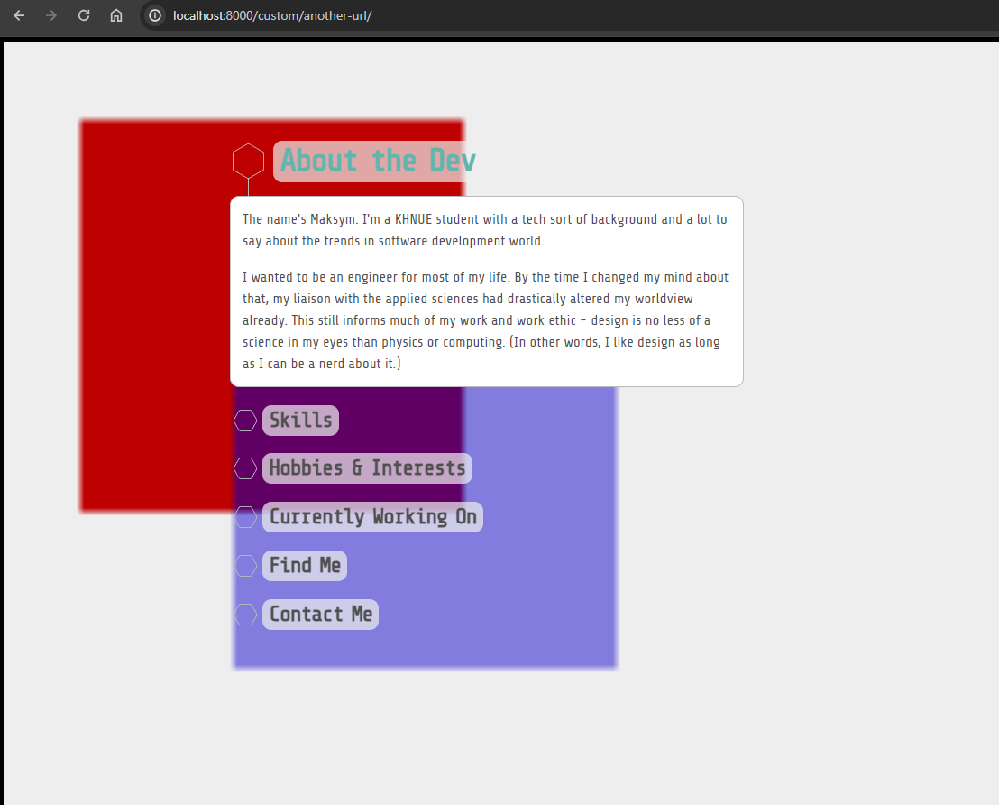 localhost:8000/custom/another-url/
About the Dev
The name's Maksym. I'm a KHNUE student with a tech sort of background and a lot to
say about the trends in software development world.
I wanted to be an engineer for most of my life. By the time I changed my mind about
that, my liaison with the applied sciences had drastically altered my worldview
already. This still informs much of my work and work ethic - design is no less of a
science in my eyes than physics or computing. (In other words, I like design as long
as I can be a nerd about it.)
Skills
Hobbies & Interests
Currently Working On
Find Me
Contact Me